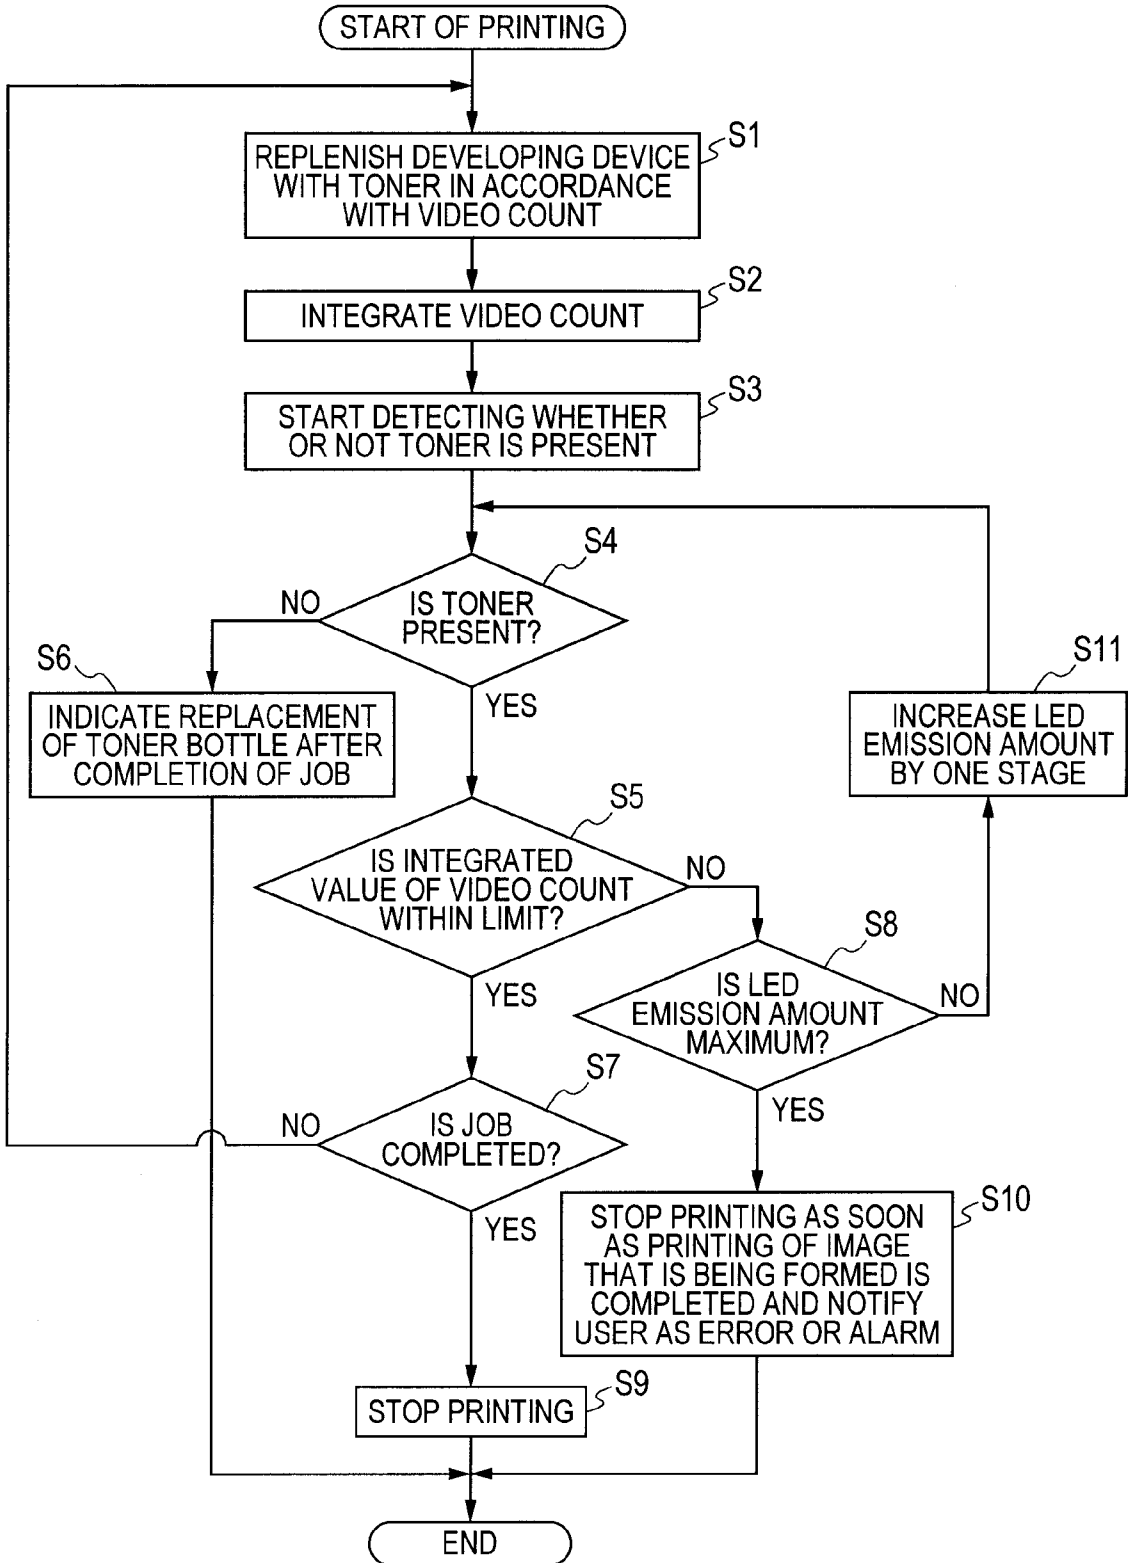 START OF PRINTING
S1
REPLENISH DEVELOPING DEVICE
WITH TONER IN ACCORDANCE
WITH VIDEO COUNT
S2
INTEGRATE VIDEO COUNT
S3
START DETECTING WHETHER
OR NOT TONER IS PRESENT
S4
IS TONER
PRESENT?
NO
YES
S6
INDICATE REPLACEMENT
OF TONER BOTTLE AFTER
COMPLETION OF JOB
S11
INCREASE LED
EMISSION AMOUNT
BY ONE STAGE
S5
IS INTEGRATED
VALUE OF VIDEO COUNT
WITHIN LIMIT?
NO
YES
S8
IS LED
EMISSION AMOUNT
MAXIMUM?
NO
YES
S7
IS JOB
COMPLETED?
NO
YES
S10
STOP PRINTING AS SOON
AS PRINTING OF IMAGE
THAT IS BEING FORMED IS
COMPLETED AND NOTIFY
USER AS ERROR OR ALARM
S9
STOP PRINTING
END